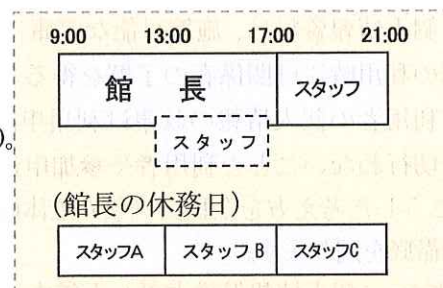 9:00 13:00 17:00 21:00
館 長 スタッフ
スタッフ
)。
(館長の休務日)
スタッフA スタッフB スタッフC